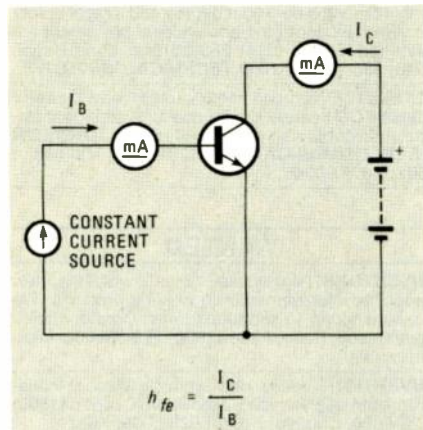 I_C
mA
I_B
mA
+
CONSTANT
CURRENT
SOURCE
h_fe = I_C / I_B